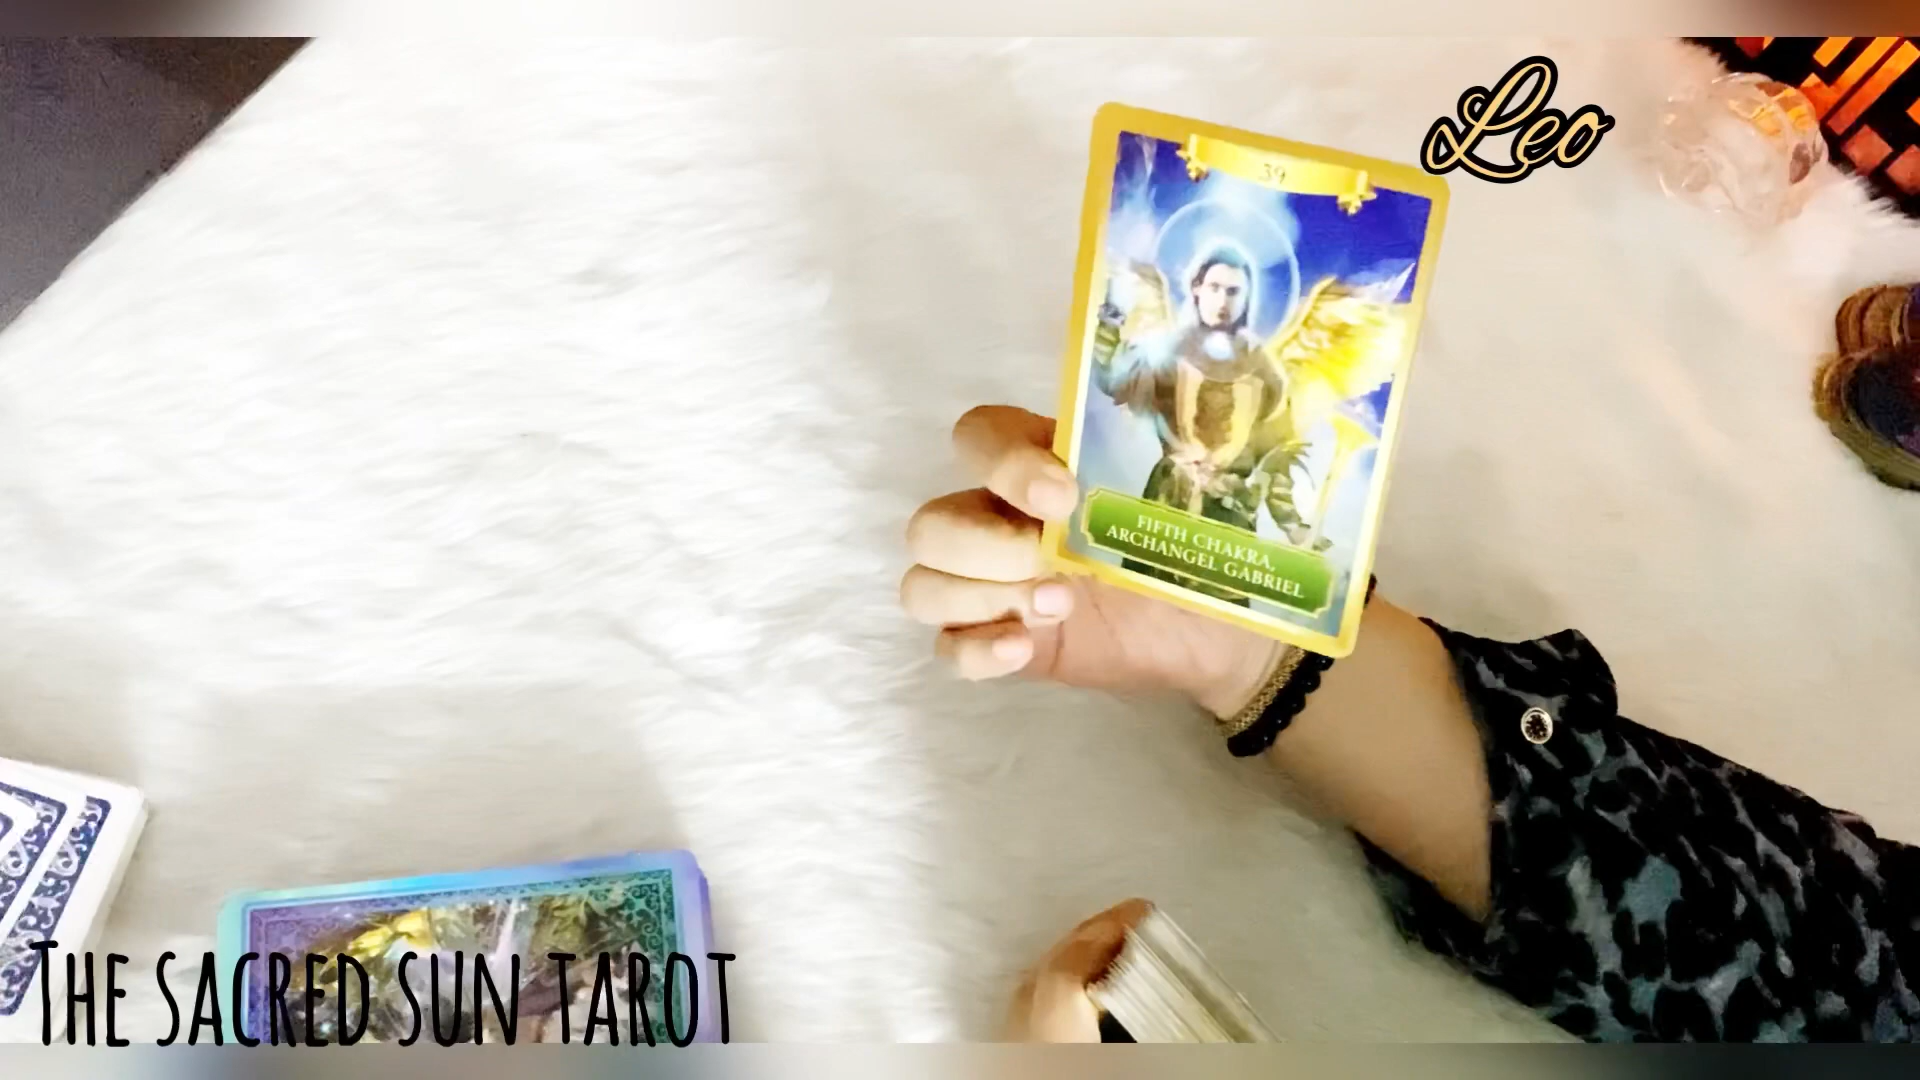 Leo
39
FIFTH CHAKRA,
ARCHANGEL GABRIEL
THE SACRED SUN TAROT